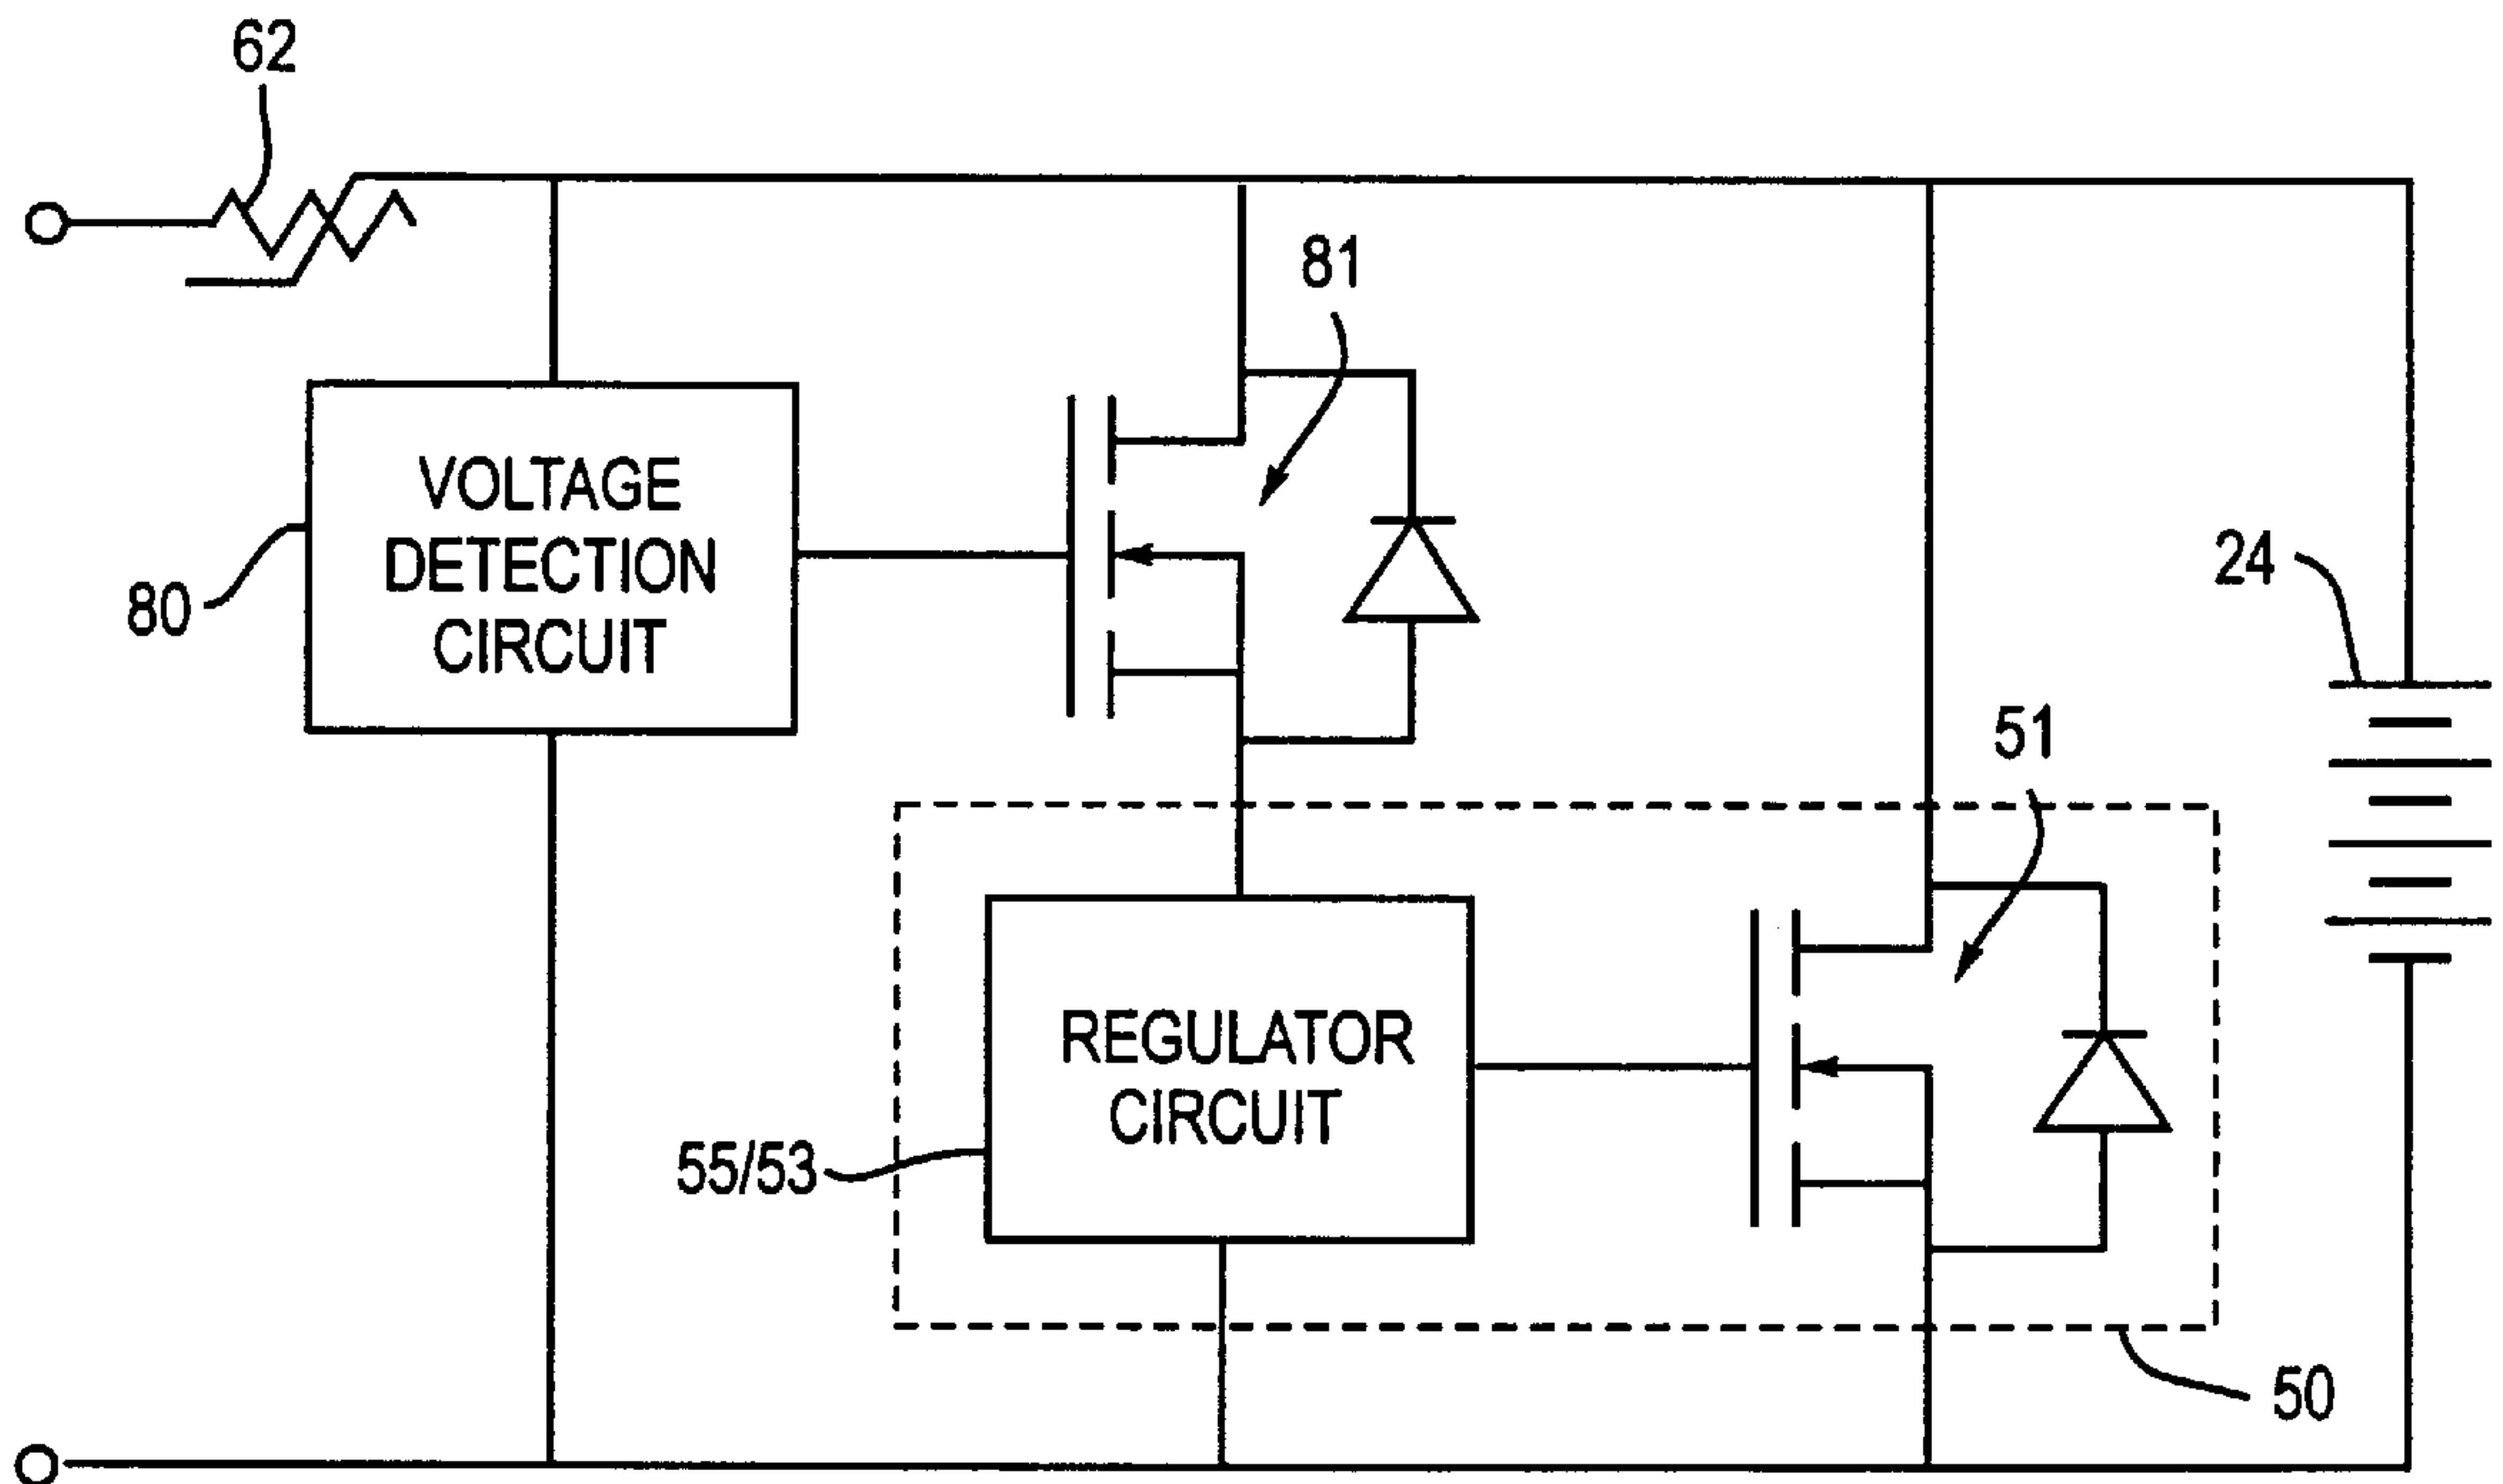 62
81
VOLTAGE
DETECTION
CIRCUIT
24
80
51
REGULATOR
CIRCUIT
55/53
50